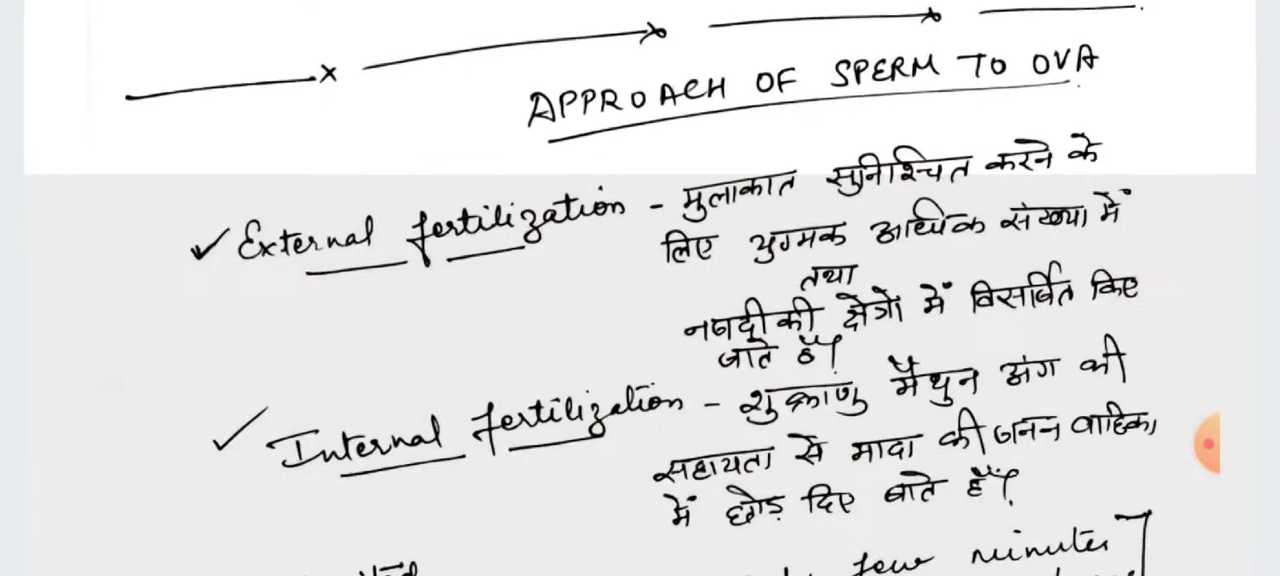 APPROACH OF SPERM TO OVA
External fertilization - मुलाकात सुनिश्चित करने के
लिए युग्मक अधिक संख्या में
तथा
नजदीकी क्षेत्रों में विसर्जित किए
जाते हैं।
Internal fertilization - शुक्राणु मैथुन अंग की
सहायता से मादा की जनन वाहिका
में छोड़ दिए जाते हैं।
few minutes